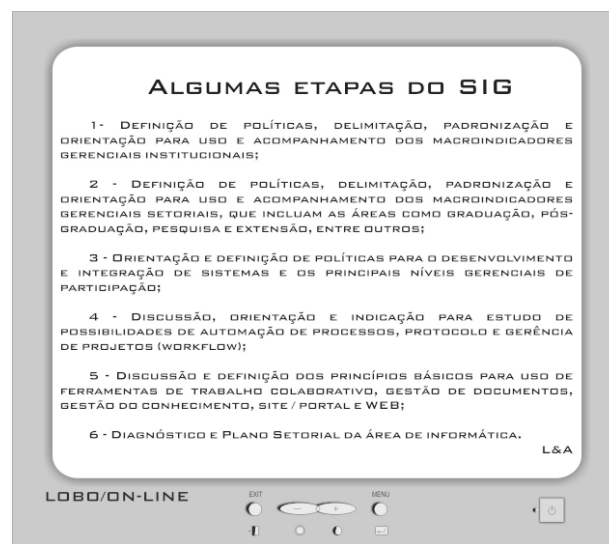 ALGUMAS ETAPAS DO SIG
1- DEFINIÇÃO DE POLÍTICAS, DELIMITAÇÃO, PADRONIZAÇÃO E
ORIENTAÇÃO PARA USO E ACOMPANHAMENTO DOS MACROINDICADORES
GERENCIAIS INSTITUCIONAIS;
2 - DEFINIÇÃO DE POLÍTICAS, DELIMITAÇÃO, PADRONIZAÇÃO E
ORIENTAÇÃO PARA USO E ACOMPANHAMENTO DOS MACROINDICADORES
GERENCIAIS SETORIAIS, QUE INCLUAM AS ÁREAS COMO GRADUAÇÃO, PÓS-
GRADUAÇÃO, PESQUISA E EXTENSÃO, ENTRE OUTROS;
3 - ORIENTAÇÃO E DEFINIÇÃO DE POLÍTICAS PARA O DESENVOLVIMENTO
E INTEGRAÇÃO DE SISTEMAS E OS PRINCIPAIS NÍVEIS GERENCIAIS DE
PARTICIPAÇÃO;
4 - DISCUSSÃO, ORIENTAÇÃO E INDICAÇÃO PARA ESTUDO DE
POSSIBILIDADES DE AUTOMAÇÃO DE PROCESSOS, PROTOCOLO E GERÊNCIA
DE PROJETOS (WORKFLOW);
5 - DISCUSSÃO E DEFINIÇÃO DOS PRINCÍPIOS BÁSICOS PARA USO DE
FERRAMENTAS DE TRABALHO COLABORATIVO, GESTÃO DE DOCUMENTOS,
GESTÃO DO CONHECIMENTO, SITE / PORTAL E WEB;
6 - DIAGNÓSTICO E PLANO SETORIAL DA ÁREA DE INFORMÁTICA.
L&A
LOBO/ON-LINE
EXIT
MENU